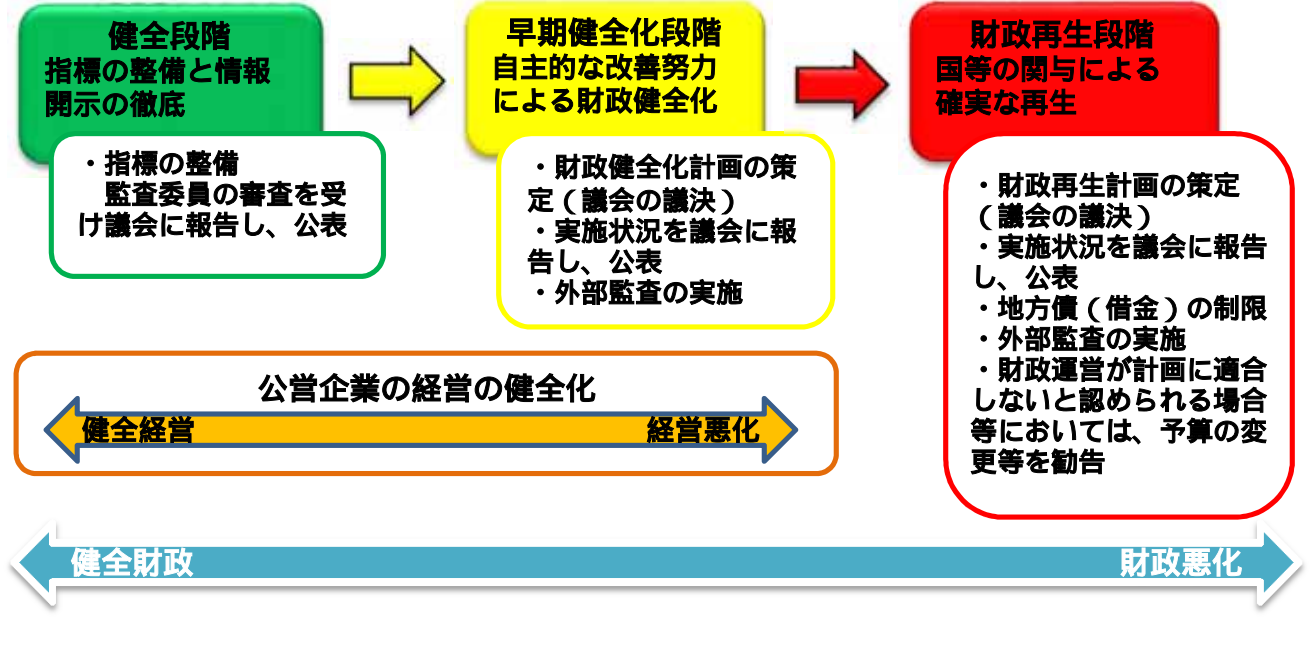 健全段階
指標の整備と情報
開示の徹底
・指標の整備
監査委員の審査を受
け議会に報告し、公表
早期健全化段階
自主的な改善努力
による財政健全化
・財政健全化計画の策
定(議会の議決)
・実施状況を議会に報
告し、公表
・外部監査の実施
財政再生段階
国等の関与による
確実な再生
・財政再生計画の策定
(議会の議決)
・実施状況を議会に報告
し、公表
・地方債(借金)の制限
・外部監査の実施
・財政運営が計画に適合
しないと認められる場合
等においては、予算の変
更等を勧告
公営企業の経営の健全化
健全経営
経営悪化
健全財政
財政悪化